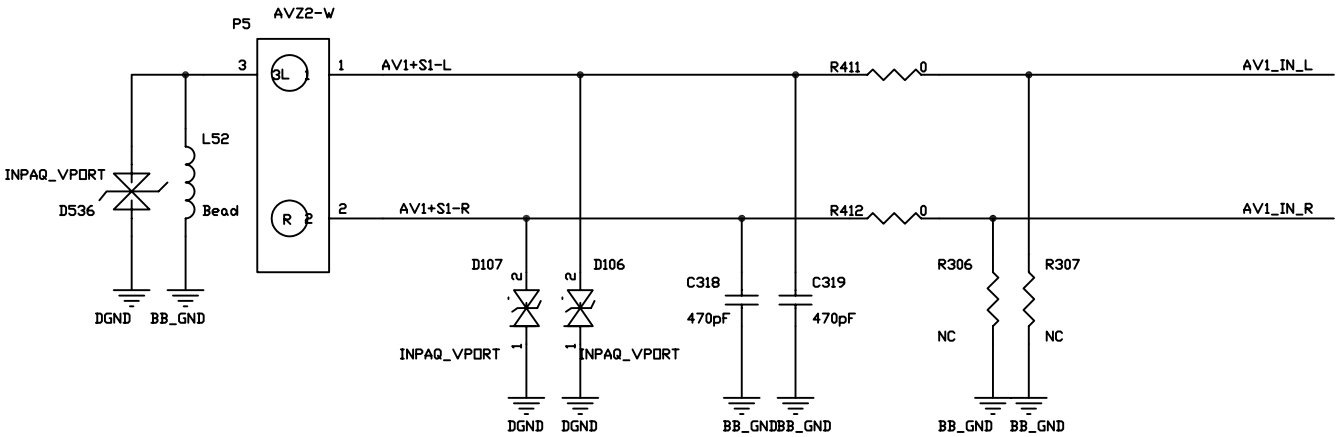 AVZ2-W
P5
3
3L
1
1
AV1+S1-L
R411
0
AV1_IN_L
L52
INPAQ_VPORT
D536
Bead
R
2
2
AV1+S1-R
R412
0
AV1_IN_R
D107
2
2
D106
C318
C319
R306
R307
470pF
470pF
DGND
BB_GND
1
1
NC
NC
INPAQ_VPORT
INPAQ_VPORT
DGND
DGND
BB_GND
BB_GND
BB_GND
BB_GND